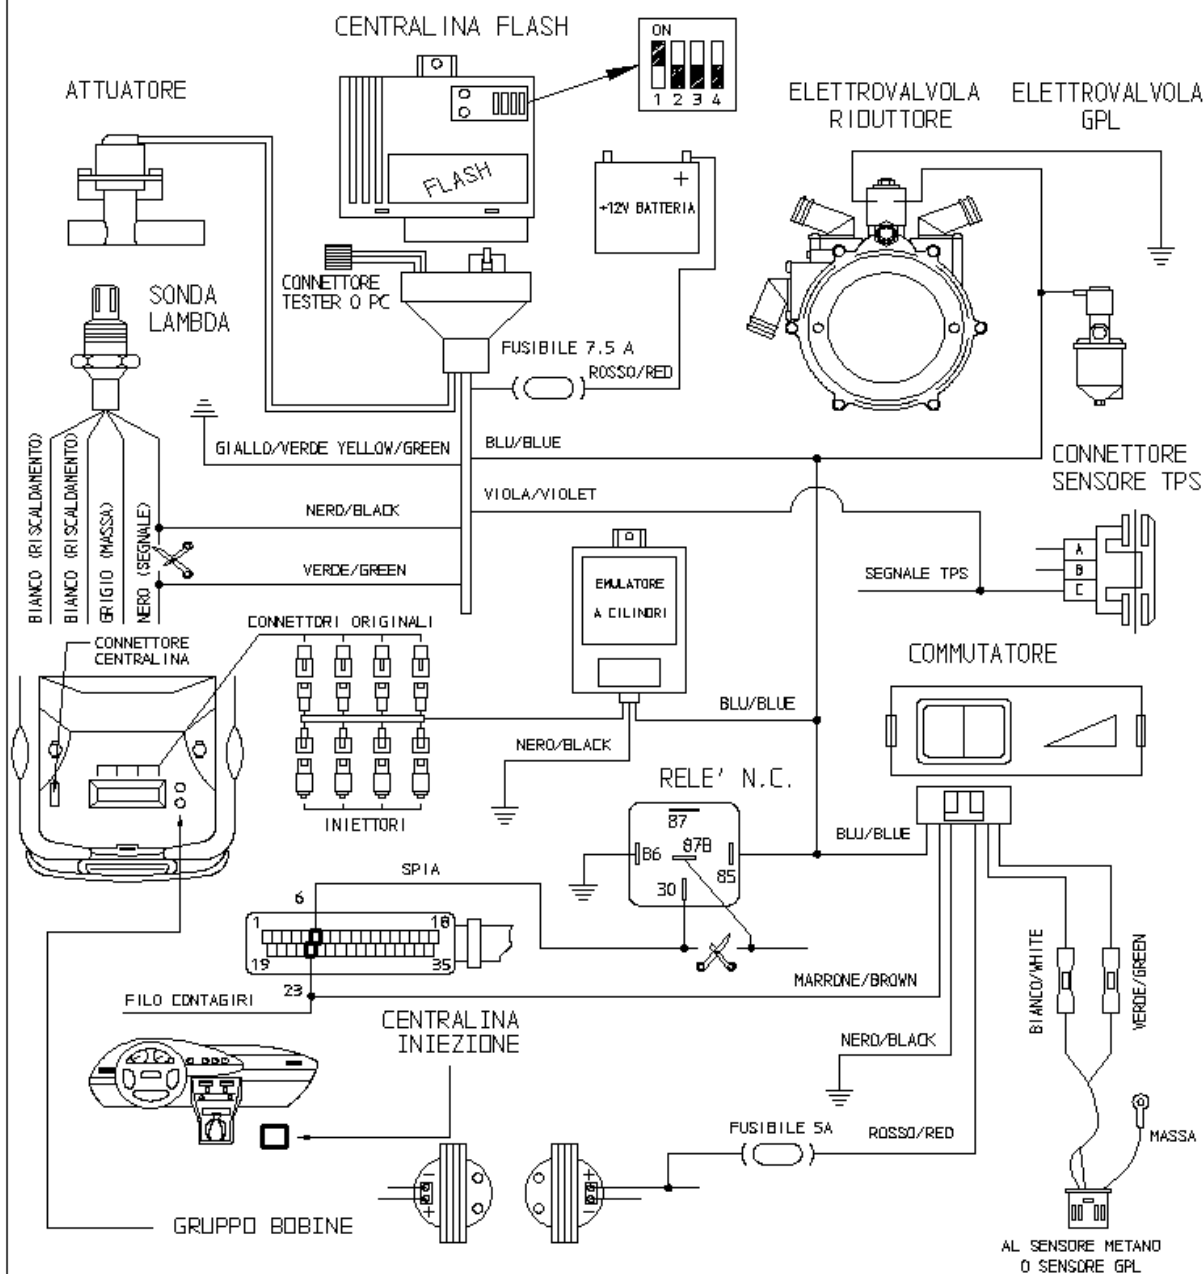 CENTRALINA FLASH
ON
1 2 3 4
ATTUATORE
ELETTROVALVOLA
RIDUTTORE
ELETTROVALVOLA
GPL
FLASH
+
+12V BATTERIA
CONNETTORE
TESTER O PC
SONDA
LAMBDA
FUSIBILE 7.5 A
ROSSO/RED
GIALLO/VERDE YELLOW/GREEN
BLU/BLUE
CONNETTORE
SENSORE TPS
VIOLA/VIOLET
NERO/BLACK
VERDE/GREEN
BIANCO (RISCALDAMENTO)
BIANCO (RISCALDAMENTO)
GRIGIO (MASSA)
NERO (SEGNALE)
A
B
C
SEGNALE TPS
EMULATORE
A CILINDRI
CONNETTORI ORIGINALI
CONNETTORE
CENTRALINA
COMMUTATORE
BLU/BLUE
NERO/BLACK
RELE' N.C.
INIETTORI
87
86
87B
85
30
BLU/BLUE
SPIA
6
1
18
19
35
23
FILO CONTAGIRI
MARRONE/BROWN
BIANCO/WHITE
VERDE/GREEN
CENTRALINA
INIEZIONE
NERO/BLACK
FUSIBILE 5A
ROSSO/RED
MASSA
-
+
+
-
GRUPPO BOBINE
AL SENSORE METANO
O SENSORE GPL